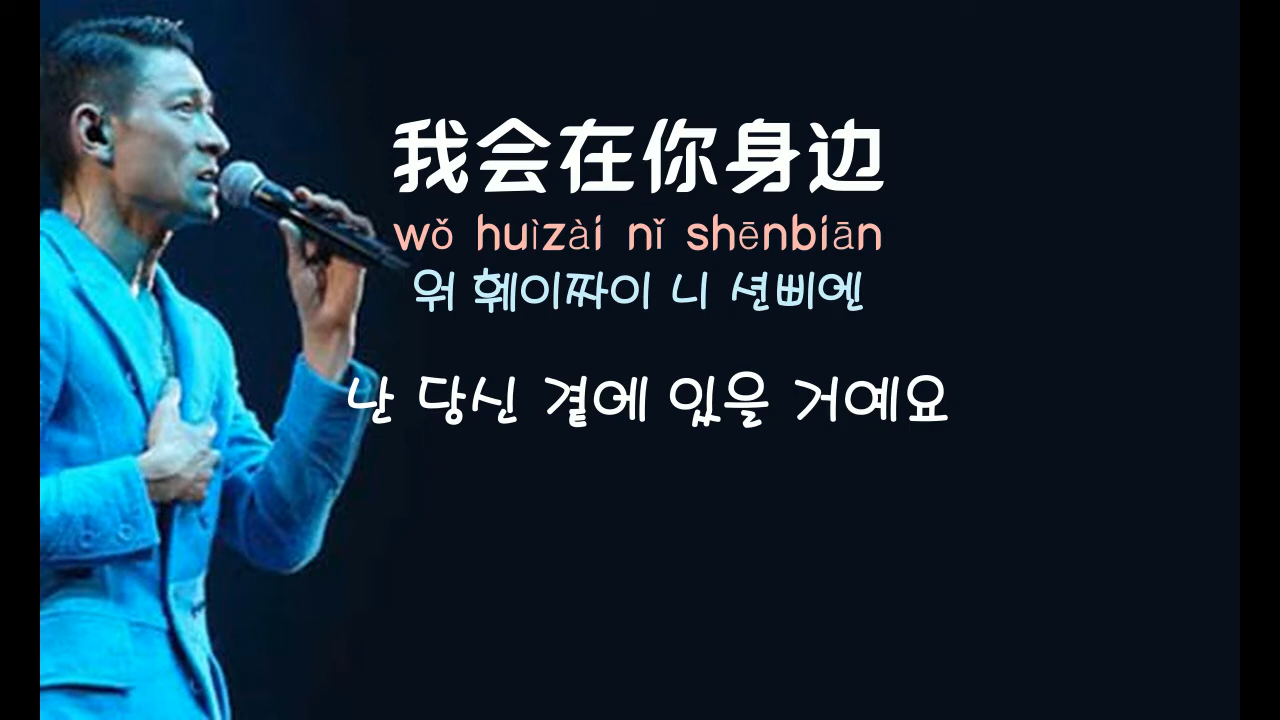 我会在你身边
wǒ huìzài nǐ shēnbiān
워 훼이짜이 니 션삐엔
난 당신 곁에 있을 거예요